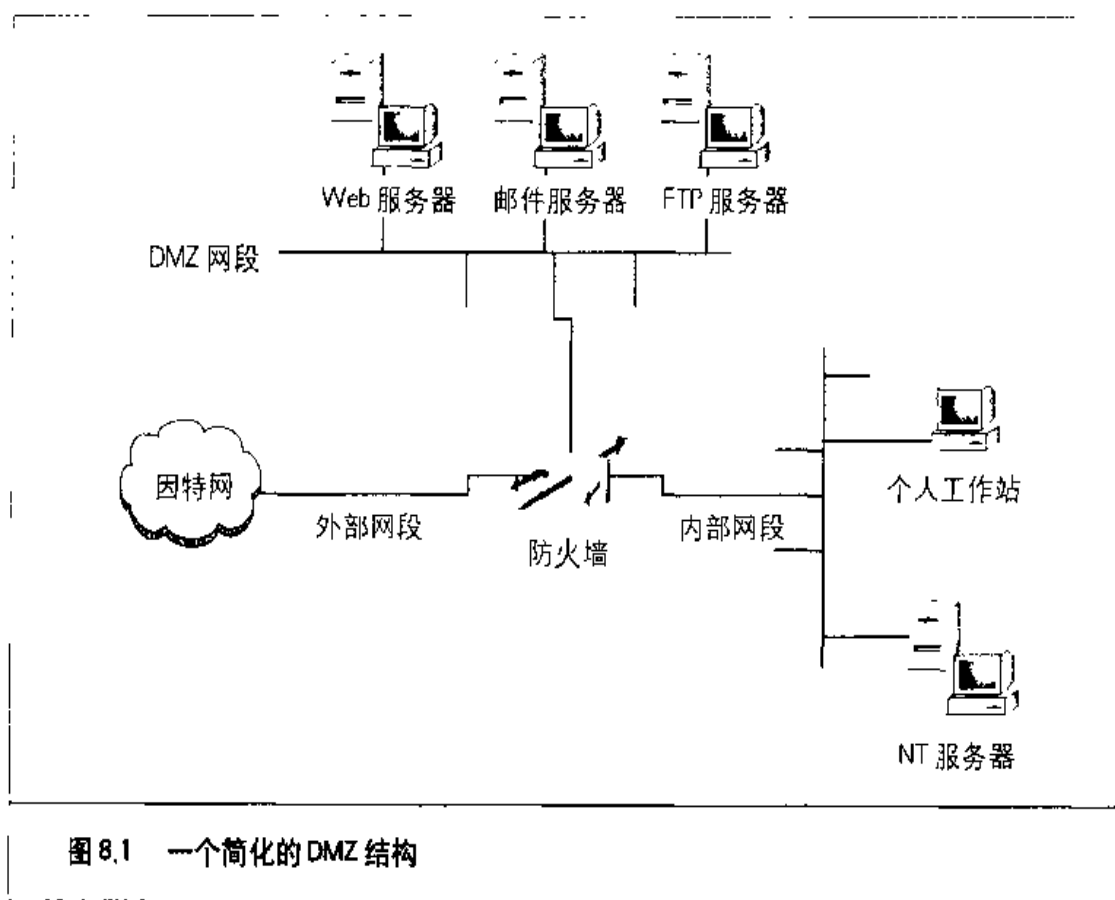 Web 服务器
邮件服务器
FTP 服务器
DMZ 网段
因特网
外部网段
防火墙
内部网段
个人工作站
NT 服务器
图 8.1 一个简化的 DMZ 结构